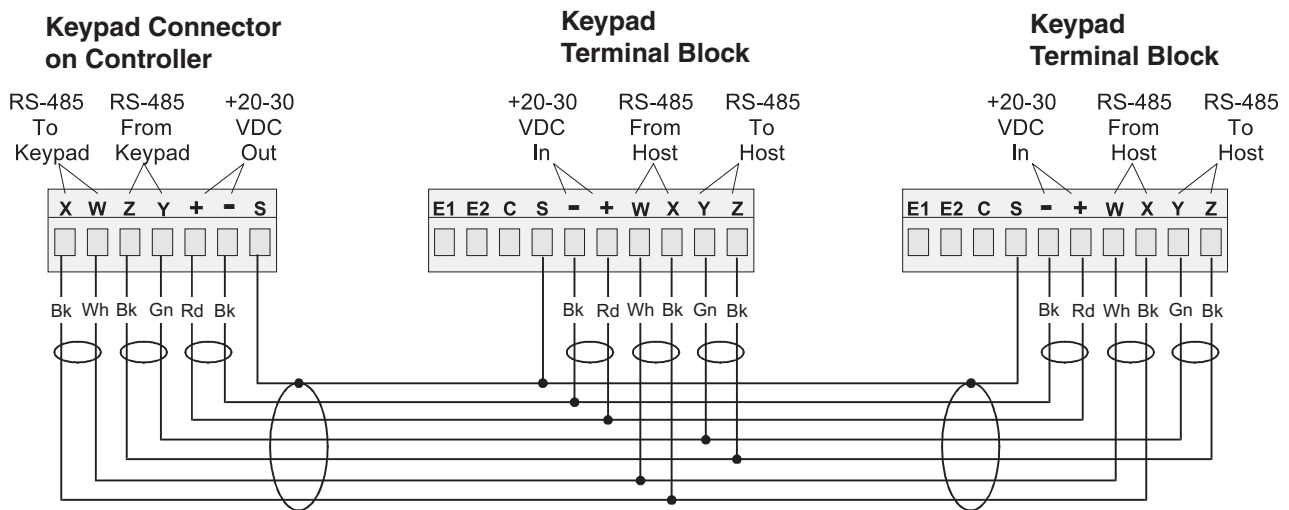 Keypad Connector
on Controller
Keypad
Terminal Block
Keypad
Terminal Block
RS-485
To
Keypad
RS-485
From
Keypad
+20-30
VDC
Out
+20-30
VDC
In
RS-485
From
Host
RS-485
To
Host
+20-30
VDC
In
RS-485
From
Host
RS-485
To
Host
X W Z Y + - S
E1 E2 C S - + W X Y Z
E1 E2 C S - + W X Y Z
Bk Wh Bk Gn Rd Bk
Bk Rd Wh Bk Gn Bk
Bk Rd Wh Bk Gn Bk